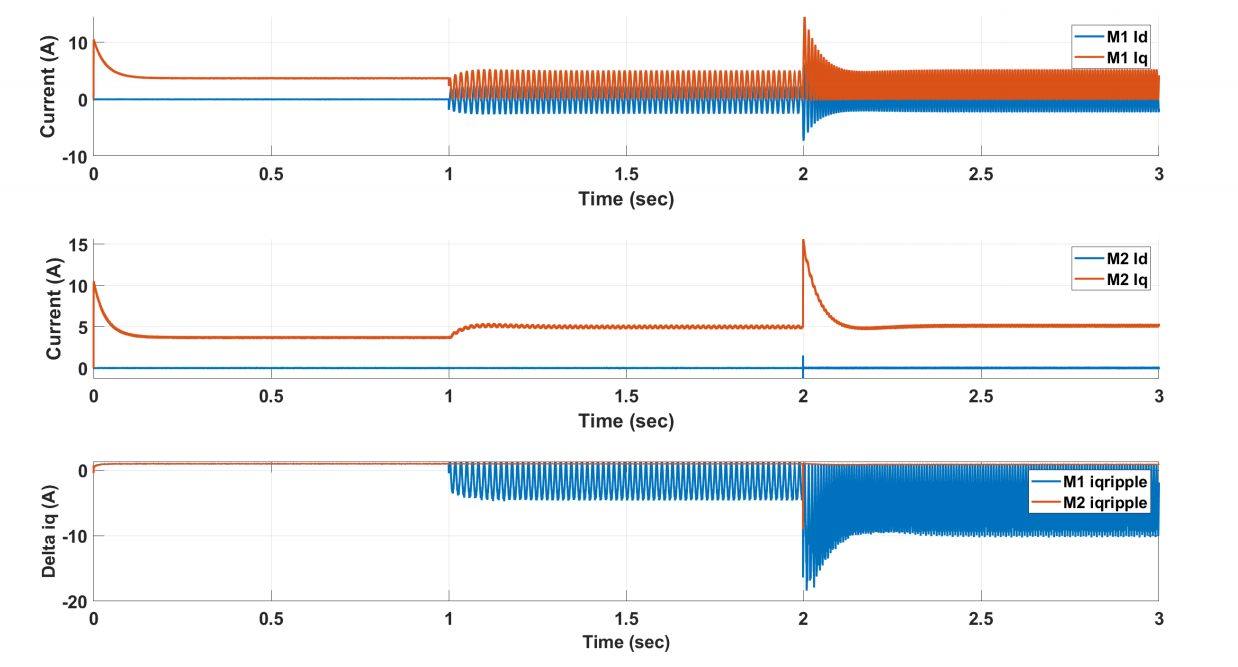 10
0
-10
Current (A)
M1 Id
M1 Iq
0 0.5 1 1.5 2 2.5 3
Time (sec)
15
10
5
0
Current (A)
M2 Id
M2 Iq
0 0.5 1 1.5 2 2.5 3
Time (sec)
0
-10
-20
Delta iq (A)
M1 iqripple
M2 iqripple
0 0.5 1 1.5 2 2.5 3
Time (sec)